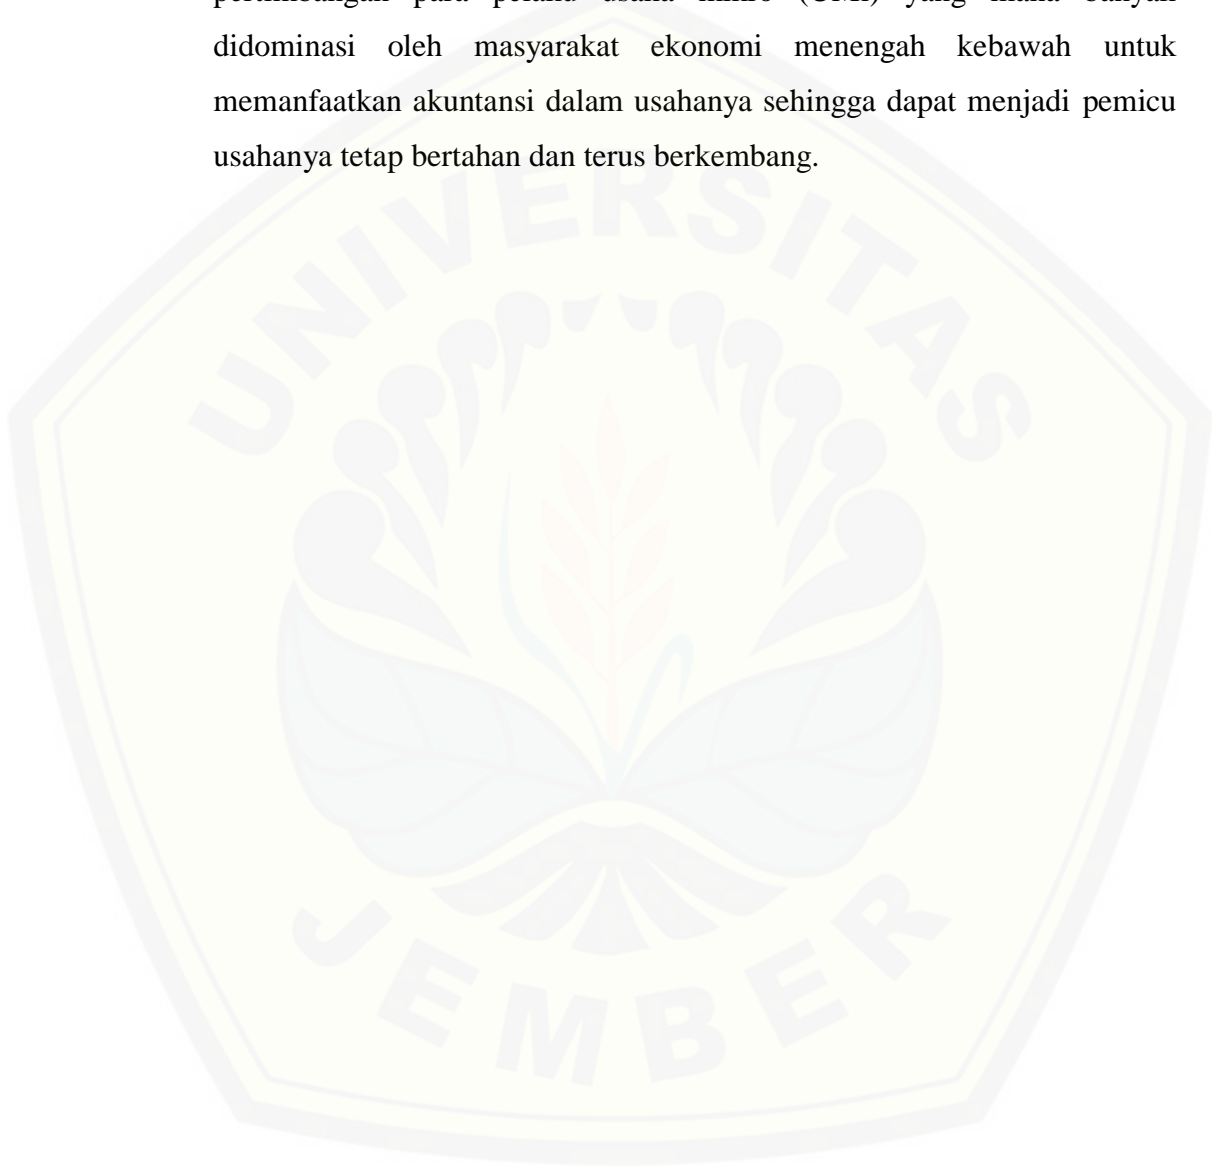 pertimbangan para pelaku usaha mikro (UMi) yang mana banyak
didominasi oleh masyarakat ekonomi menengah kebawah untuk
memanfaatkan akuntansi dalam usahanya sehingga dapat menjadi pemicu
usahanya tetap bertahan dan terus berkembang.
UNIVERSITAS
JEMBER